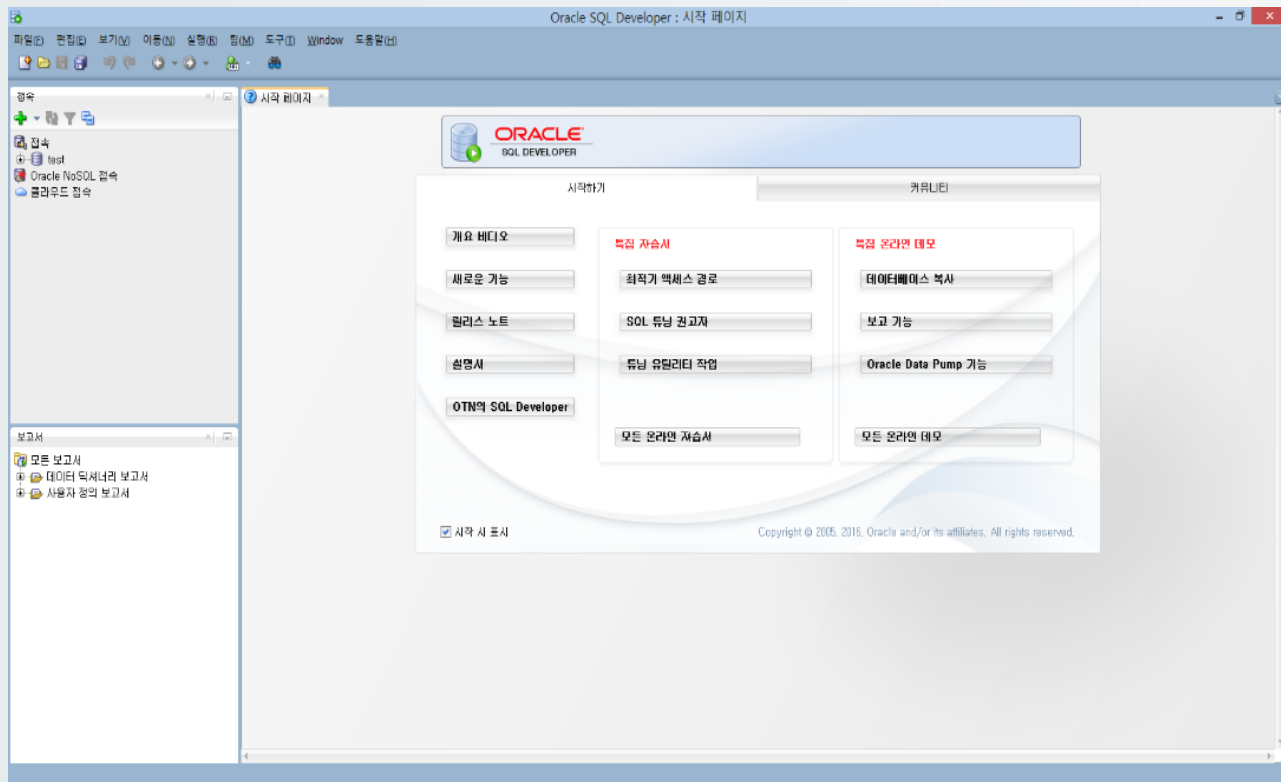 Oracle SQL Developer : 시작 페이지
파일(F) 편집(E) 보기(V) 이동(N) 실행(R) 팀(M) 도구(T) Window 도움말(H)
접속
시작 페이지
접속
test
Oracle NoSQL 접속
클라우드 접속
ORACLE
SQL DEVELOPER
시작하기
커뮤니티
개요 비디오
새로운 기능
릴리스 노트
설명서
OTN의 SQL Developer
특집 자습서
최적기 액세스 경로
SQL 튜닝 권고자
튜닝 유틸리티 작업
모든 온라인 자습서
특집 온라인 데모
데이터베이스 복사
보고 기능
Oracle Data Pump 기능
모든 온라인 데모
시작 시 표시
Copyright © 2005, 2016, Oracle and/or its affiliates. All rights reserved.
보고서
모든 보고서
데이터 딕셔너리 보고서
사용자 정의 보고서